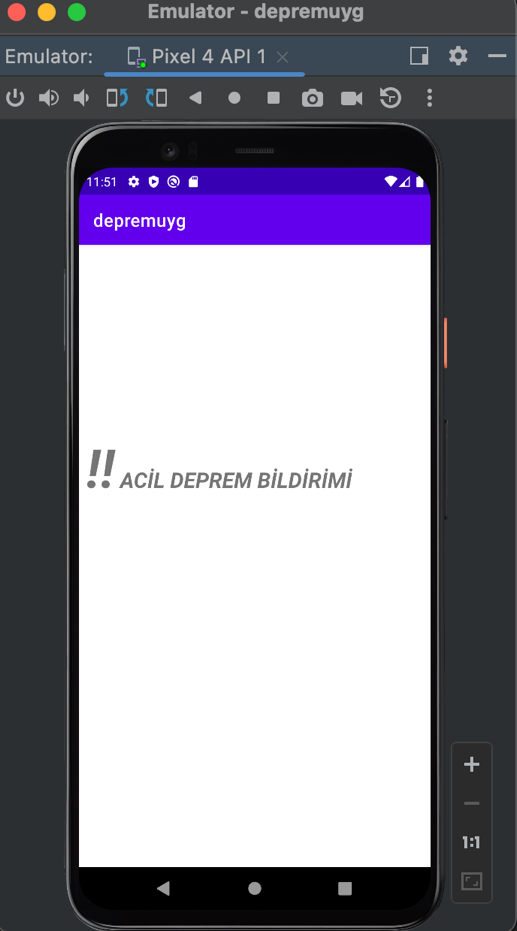 Emulator - depremuyg
Emulator: Pixel 4 API 1
11:51
depremuyg
!! ACİL DEPREM BİLDİRİMİ
1:1